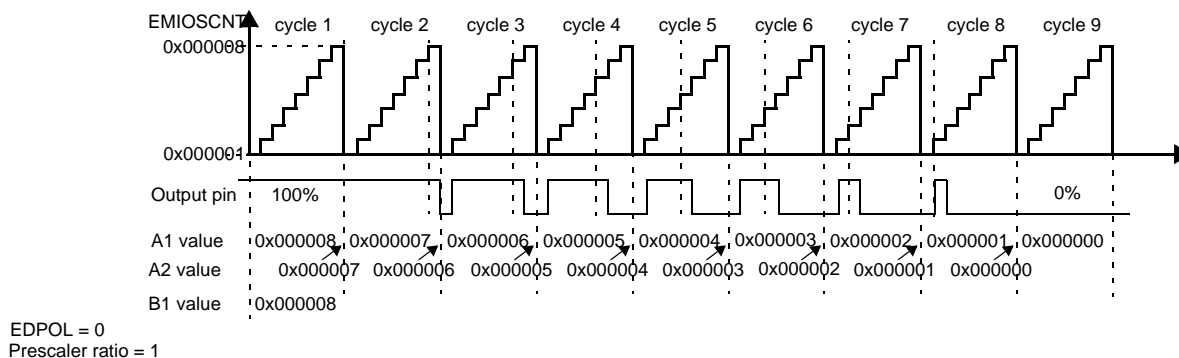 EMIOSCNT cycle 1 cycle 2 cycle 3 cycle 4 cycle 5 cycle 6 cycle 7 cycle 8 cycle 9
0x000008
0x000001
Output pin 100% 0%
A1 value 0x000008 0x000007 0x000006 0x000005 0x000004 0x000003 0x000002 0x000001 0x000000
A2 value 0x000007 0x000006 0x000005 0x000004 0x000003 0x000002 0x000001 0x000000
B1 value 0x000008
EDPOL = 0
Prescaler ratio = 1